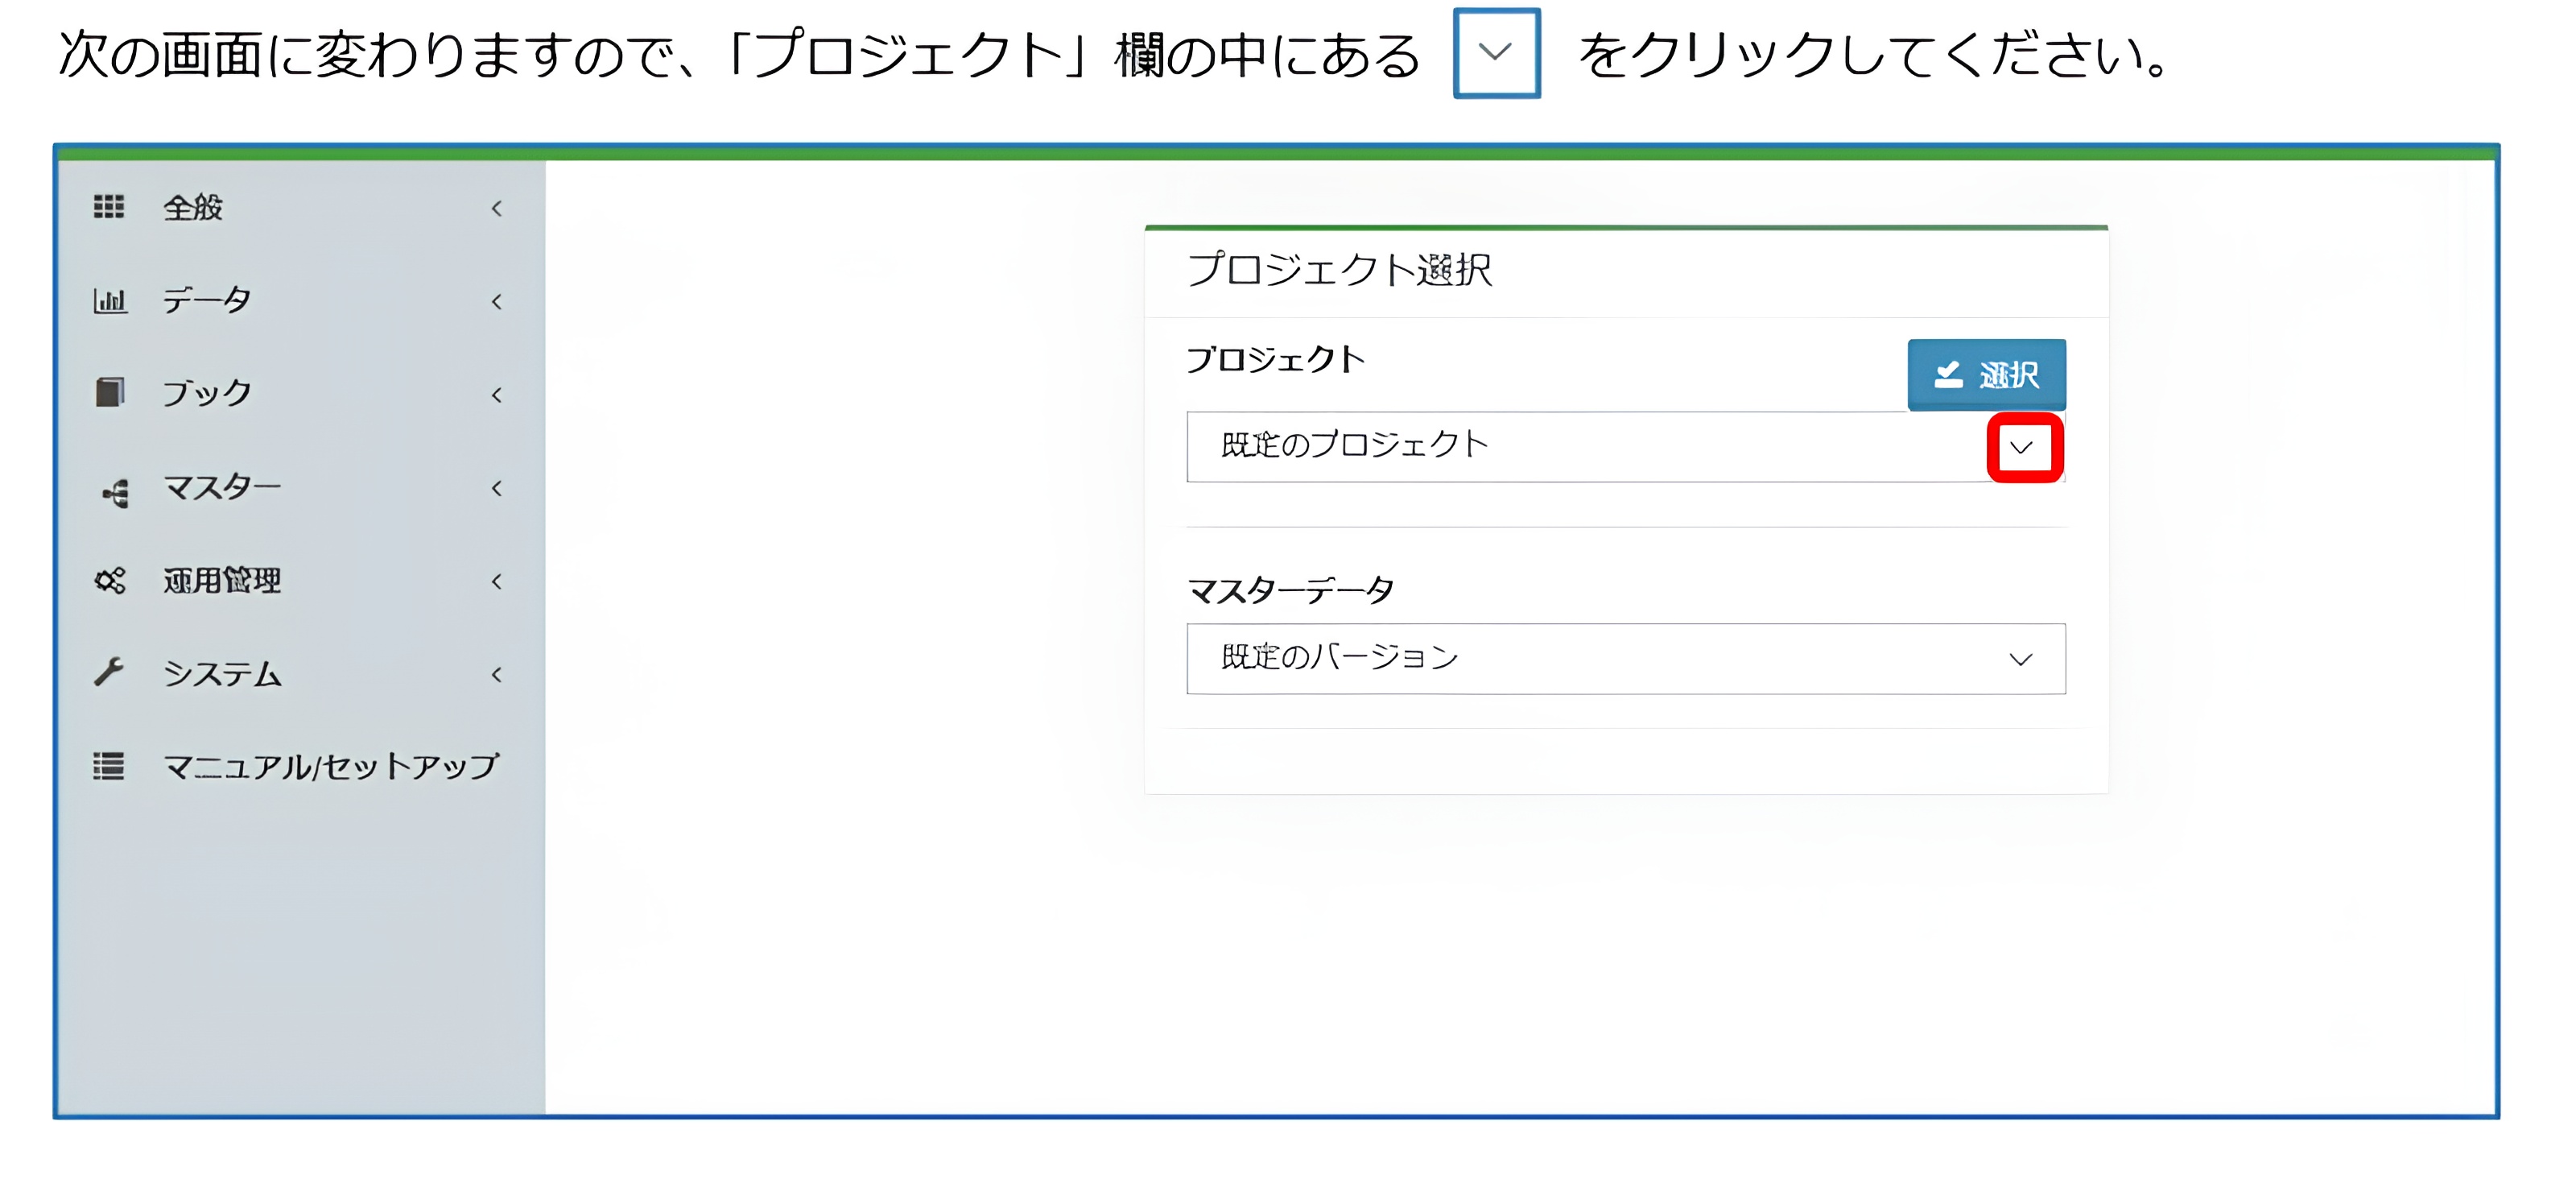 次の画面に変わりますので、「プロジェクト」欄の中にある をクリックしてください。
全般
データ
ブック
マスター
運用管理
システム
マニュアル/セットアップ
プロジェクト選択
プロジェクト
選択
既定のプロジェクト
マスターデータ
既定のバージョン